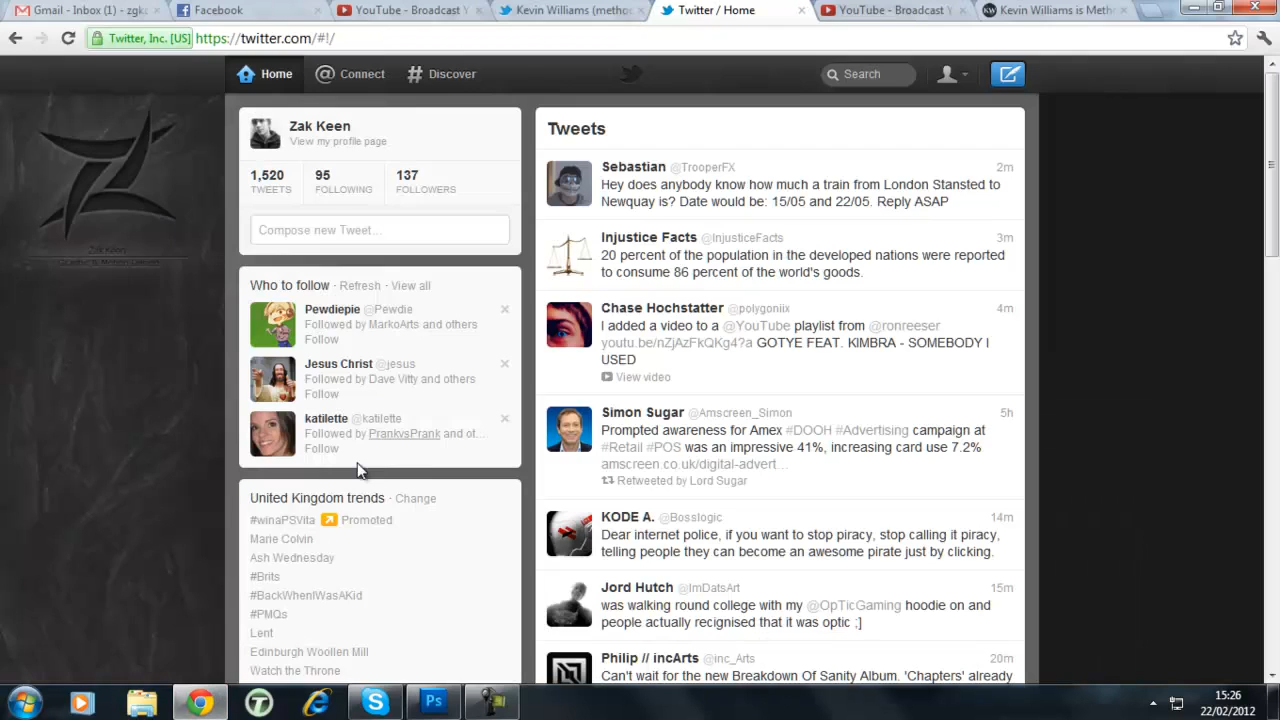 Gmail - Inbox (1) - zgk
Facebook
YouTube - Broadcast Y
Kevin Williams (metho
Twitter / Home
YouTube - Broadcast Y
Kevin Williams is Meth
Twitter, Inc. [US]
https://twitter.com/#!/
Home
Connect
Discover
Search
Zak Keen
View my profile page
1,520
95
137
TWEETS
FOLLOWING
FOLLOWERS
Compose new Tweet...
Who to follow · Refresh · View all
Pewdiepie @Pewdie
Followed by MarkoArts and others
Follow
Jesus Christ @jesus
Followed by Dave Vitty and others
Follow
katilette @katilette
Followed by PrankvsPrank and ot...
Follow
United Kingdom trends · Change
#winaPSVita Promoted
Marie Colvin
Ash Wednesday
#Brits
#BackWhenIWasAKid
#PMQs
Lent
Edinburgh Woollen Mill
Watch the Throne
Tweets
Sebastian @TrooperFX 2m
Hey does anybody know how much a train from London Stansted to
Newquay is? Date would be: 15/05 and 22/05. Reply ASAP
Injustice Facts @InjusticeFacts 3m
20 percent of the population in the developed nations were reported
to consume 86 percent of the world's goods.
Chase Hochstatter @polygoniix 4m
I added a video to a @YouTube playlist from @ronreeser
youtu.be/nZjAzFkQKg4?a GOTYE FEAT. KIMBRA - SOMEBODY I
USED
View video
Simon Sugar @Amscreen_Simon 5h
Prompted awareness for Amex #DOOH #Advertising campaign at
#Retail #POS was an impressive 41%, increasing card use 7.2%
amscreen.co.uk/digital-advert...
Retweeted by Lord Sugar
KODE A. @Bosslogic 14m
Dear internet police, if you want to stop piracy, stop calling it piracy,
telling people they can become an awesome pirate just by clicking.
Jord Hutch @ImDatsArt 15m
was walking round college with my @OpTicGaming hoodie on and
people actually recignised that it was optic ;]
Philip // incArts @inc_Arts 20m
Can't wait for the new Breakdown Of Sanity Album. 'Chapters' already
Zak Keen
15:26
22/02/2012